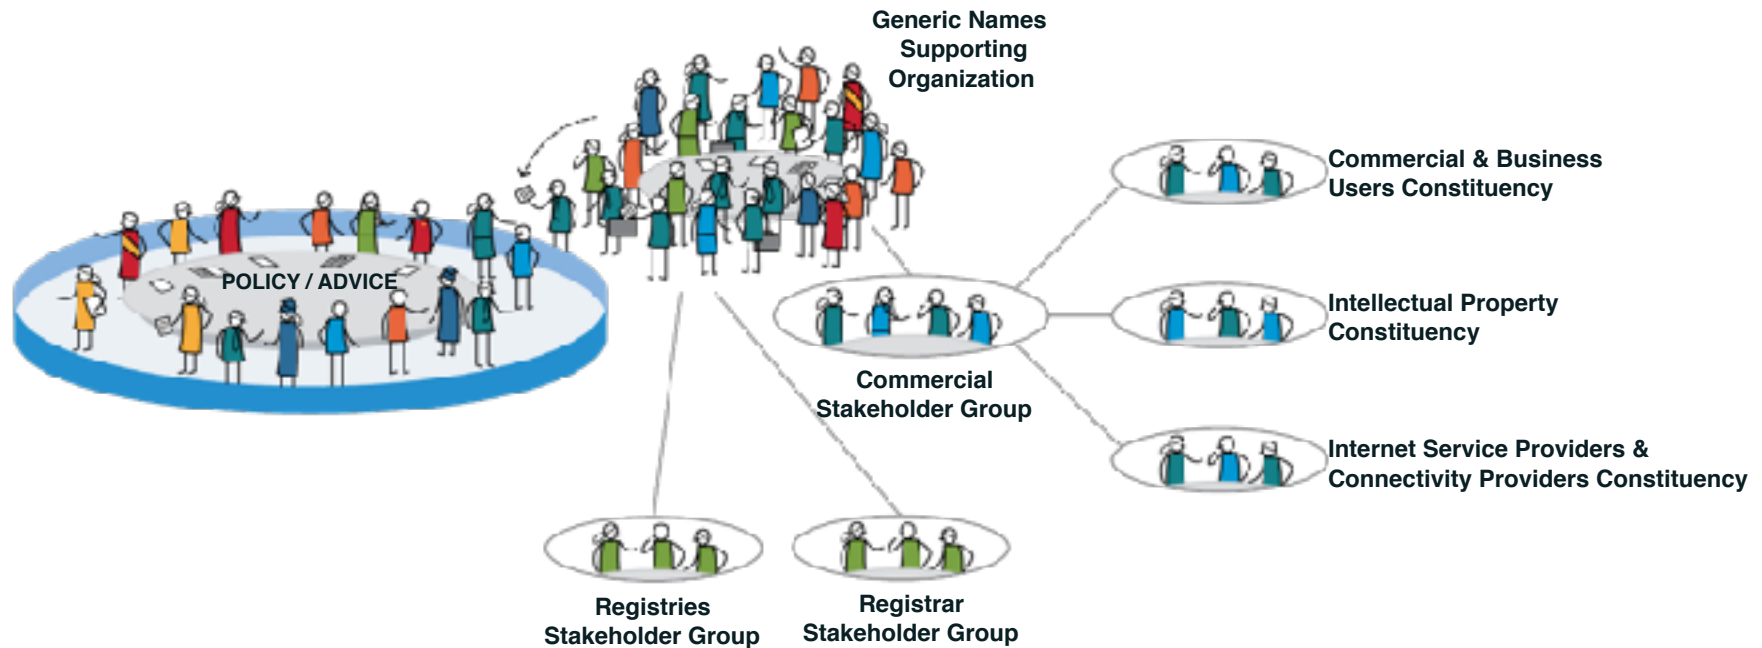 Generic Names
Supporting
Organization
POLICY / ADVICE
Commercial & Business
Users Constituency
Intellectual Property
Constituency
Commercial
Stakeholder Group
Internet Service Providers &
Connectivity Providers Constituency
Registries
Stakeholder Group
Registrar
Stakeholder Group